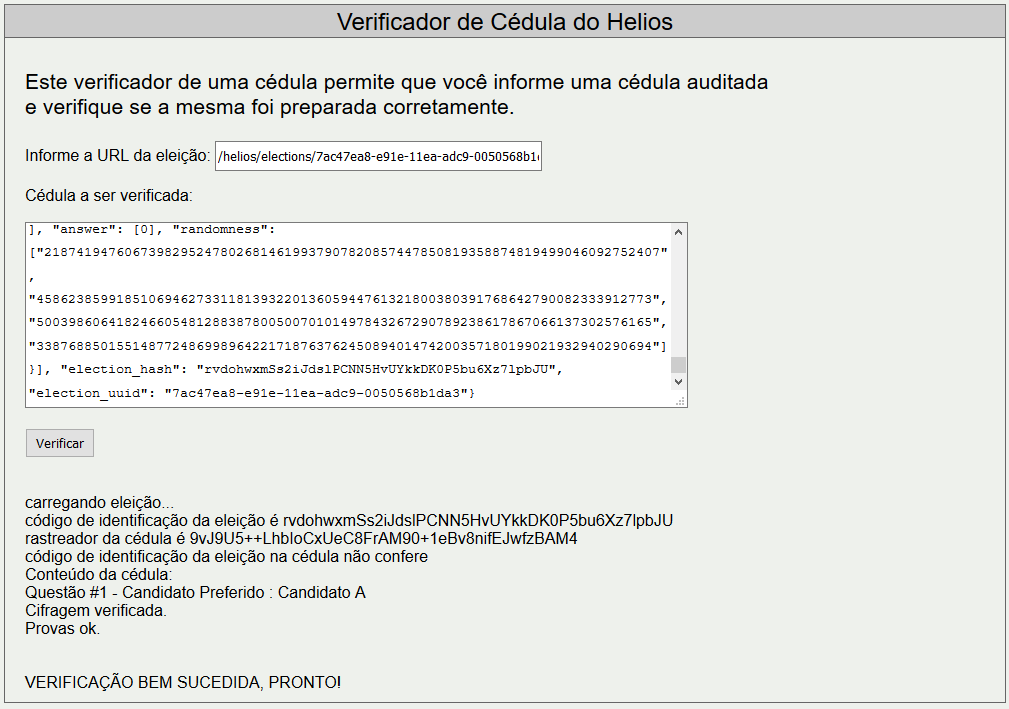 Verificador de Cédula do Helios
Este verificador de uma cédula permite que você informe uma cédula auditada
e verifique se a mesma foi preparada corretamente.
Informe a URL da eleição: /helios/elections/7ac47ea8-e91e-11ea-adc9-0050568b1
Cédula a ser verificada:
], "answer": [0], "randomness":
["21874194760673982952478026814619937907820857447850819358874819499046092752407"
,
"45862385991851069462733118139322013605944761321800380391768642790082333912773",
"50039860641824660548128838780050070101497843267290789238617867066137302576165",
"33876885015514877248699896422171876376245089401474200357180199021932940290694"]
}], "election_hash": "rvdohwxmSs2iJdslPCNN5HvUYkkDK0P5bu6Xz7lpbJU",
"election_uuid": "7ac47ea8-e91e-11ea-adc9-0050568b1da3"}
Verificar
carregando eleição...
código de identificação da eleição é rvdohwxmSs2iJdslPCNN5HvUYkkDK0P5bu6Xz7lpbJU
rastreador da cédula é 9vJ9U5++LhbIoCxUeC8FrAM90+1eBv8nifEJwfzBAM4
código de identificação da eleição na cédula não confere
Conteúdo da cédula:
Questão #1 - Candidato Preferido : Candidato A
Cifragem verificada.
Provas ok.
VERIFICAÇÃO BEM SUCEDIDA, PRONTO!